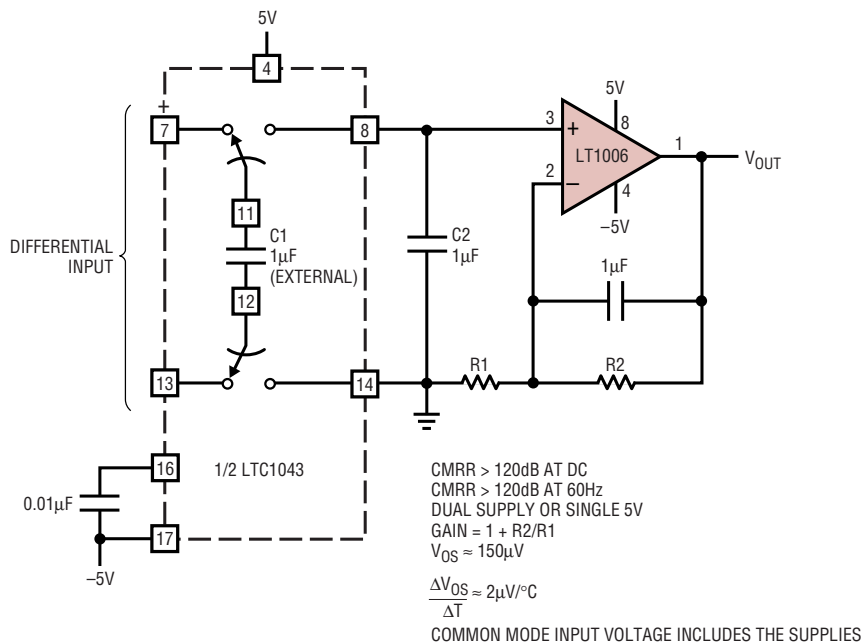 5V
4
+
7
8
11
C1
1µF
(EXTERNAL)
12
DIFFERENTIAL
INPUT
13
14
16
1/2 LTC1043
0.01µF
17
–5V
C2
1µF
5V
3
+
8
LT1006
1
VOUT
2
–
4
–5V
1µF
R1
R2
CMRR > 120dB AT DC
CMRR > 120dB AT 60Hz
DUAL SUPPLY OR SINGLE 5V
GAIN = 1 + R2/R1
VOS ≈ 150µV
ΔVOS
ΔT
≈ 2µV/°C
COMMON MODE INPUT VOLTAGE INCLUDES THE SUPPLIES